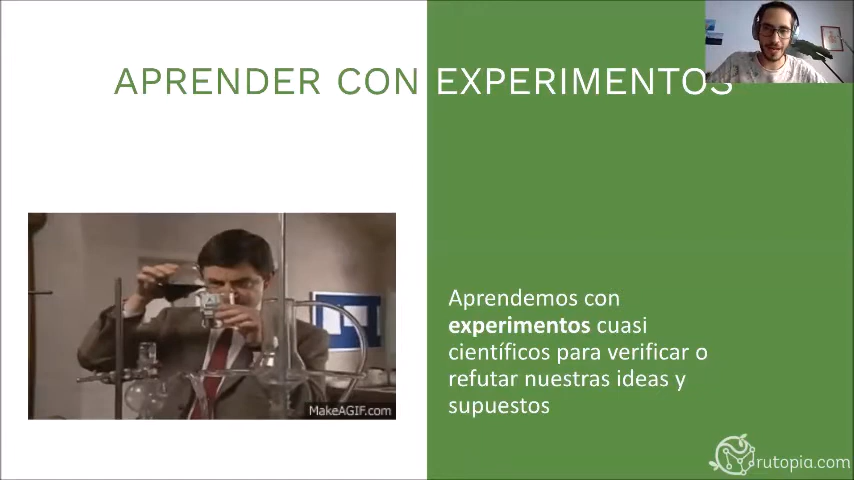 APRENDER CON EXPERIMENTOS
Aprendemos con
experimentos cuasi
científicos para verificar o
refutar nuestras ideas y
supuestos
MakeAGIF.com
rutopia.com